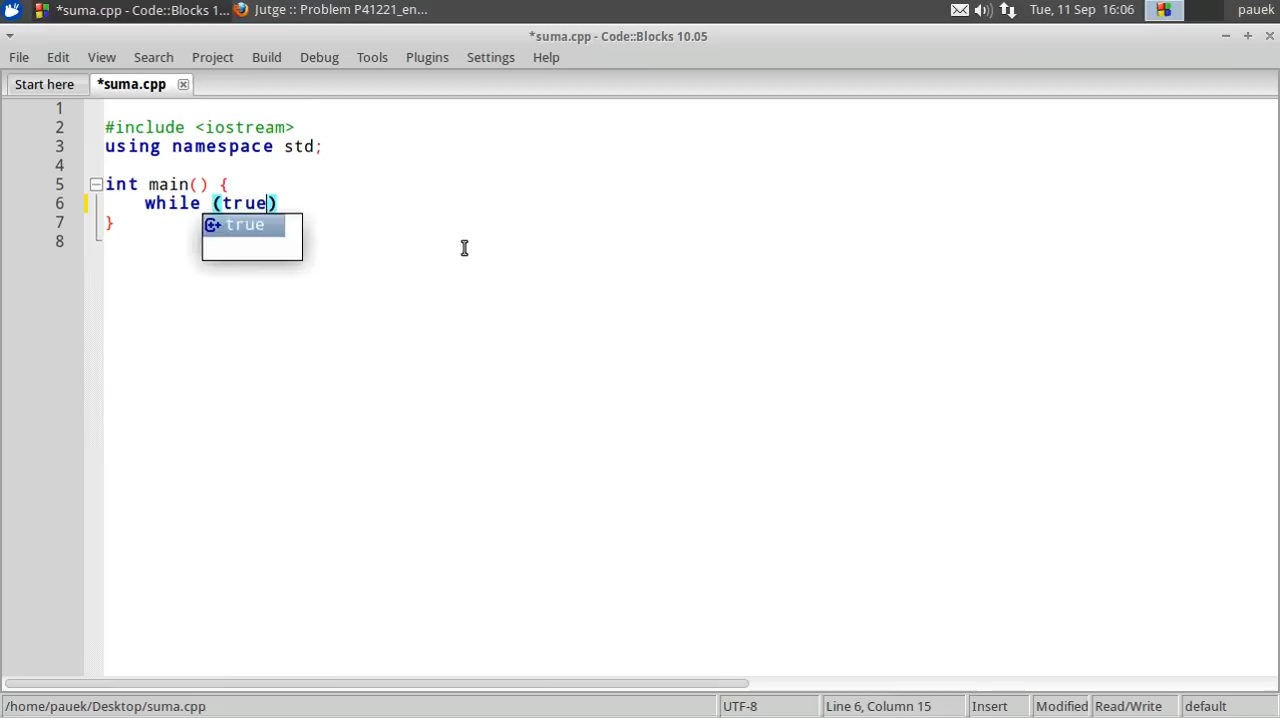 *suma.cpp - Code::Blocks 1... Jutge :: Problem P41221_en... Tue, 11 Sep 16:06 pauek
*suma.cpp - Code::Blocks 10.05
File Edit View Search Project Build Debug Tools Plugins Settings Help
Start here *suma.cpp
1
2 #include <iostream>
3 using namespace std;
4
5 int main() {
6 while (true)
7 }
true
8
/home/pauek/Desktop/suma.cpp UTF-8 Line 6, Column 15 Insert Modified Read/Write default